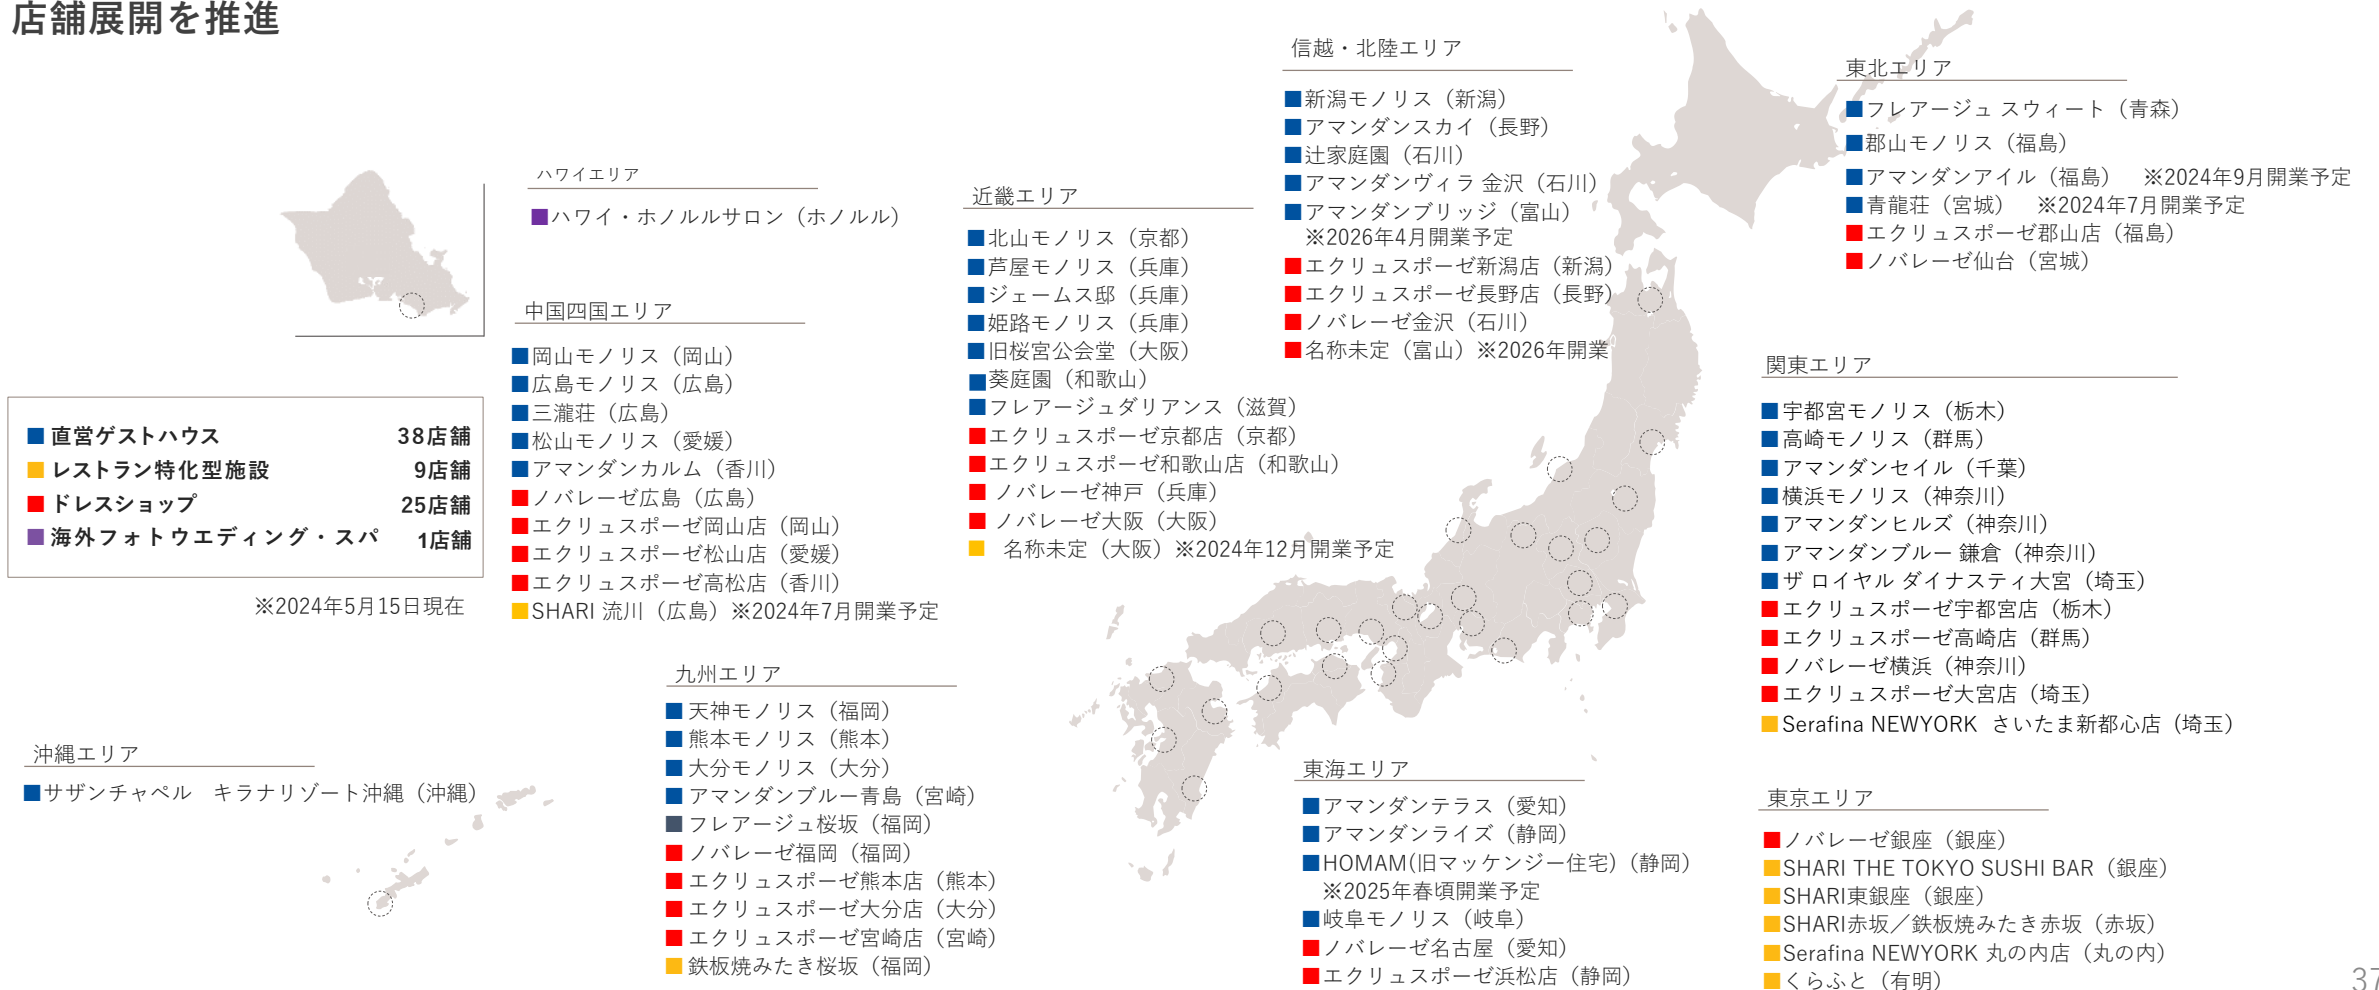 店舗展開を推進
信越・北陸エリア
■新潟モノリス（新潟）
■アマンダンスカイ（長野）
■辻家庭園（石川）
■アマンダンヴィラ 金沢（石川）
■アマンダンブリッジ（富山）
※2026年4月開業予定
■エクリュスポーゼ新潟店（新潟）
■エクリュスポーゼ長野店（長野）
■ノバレーゼ金沢（石川）
■名称未定（富山）※2026年開業
東北エリア
■フレアージュ スウィート（青森）
■郡山モノリス（福島）
■アマンダンアイル（福島）　※2024年9月開業予定
■青龍荘（宮城）　※2024年7月開業予定
■エクリュスポーゼ郡山店（福島）
■ノバレーゼ仙台（宮城）
ハワイエリア
■ハワイ・ホノルルサロン（ホノルル）
近畿エリア
■北山モノリス（京都）
■芦屋モノリス（兵庫）
■ジェームス邸（兵庫）
■姫路モノリス（兵庫）
■旧桜宮公会堂（大阪）
■葵庭園（和歌山）
■フレアージュダリアンス（滋賀）
■エクリュスポーゼ京都店（京都）
■エクリュスポーゼ和歌山店（和歌山）
■ ノバレーゼ神戸（兵庫）
■ ノバレーゼ大阪（大阪）
■　名称未定（大阪）※2024年12月開業予定
中国四国エリア
■岡山モノリス（岡山）
■広島モノリス（広島）
■三瀧荘（広島）
■松山モノリス（愛媛）
■アマンダンカルム（香川）
■ノバレーゼ広島（広島）
■エクリュスポーゼ岡山店（岡山）
■エクリュスポーゼ松山店（愛媛）
■エクリュスポーゼ高松店（香川）
■SHARI 流川（広島）※2024年7月開業予定
■ 直営ゲストハウス　38店舗
■ レストラン特化型施設　9店舗
■ ドレスショップ　25店舗
■ 海外フォトウエディング・スパ　1店舗
※2024年5月15日現在
関東エリア
■宇都宮モノリス（栃木）
■高崎モノリス（群馬）
■アマンダンセイル（千葉）
■横浜モノリス（神奈川）
■アマンダンヒルズ（神奈川）
■アマンダンブルー 鎌倉（神奈川）
■ザ ロイヤル ダイナスティ大宮（埼玉）
■エクリュスポーゼ宇都宮店（栃木）
■エクリュスポーゼ高崎店（群馬）
■ノバレーゼ横浜（神奈川）
■エクリュスポーゼ大宮店（埼玉）
■Serafina NEWYORK さいたま新都心店（埼玉）
九州エリア
■ 天神モノリス（福岡）
■ 熊本モノリス（熊本）
■ 大分モノリス（大分）
■ アマンダンブルー青島（宮崎）
■ フレアージュ桜坂（福岡）
■ ノバレーゼ福岡（福岡）
■ エクリュスポーゼ熊本店（熊本）
■ エクリュスポーゼ大分店（大分）
■ エクリュスポーゼ宮崎店（宮崎）
■ 鉄板焼みたき桜坂（福岡）
沖縄エリア
■サザンチャペル　キラナリゾート沖縄（沖縄）
東海エリア
■アマンダンテラス（愛知）
■アマンダンライズ（静岡）
■HOMAM(旧マッケンジー住宅)（静岡）
※2025年春頃開業予定
■岐阜モノリス（岐阜）
■ノバレーゼ名古屋（愛知）
■エクリュスポーゼ浜松店（静岡）
東京エリア
■ノバレーゼ銀座（銀座）
■SHARI THE TOKYO SUSHI BAR（銀座）
■SHARI東銀座（銀座）
■SHARI赤坂／鉄板焼みたき赤坂（赤坂）
■Serafina NEWYORK 丸の内店（丸の内）
■くらふと（有明）
37